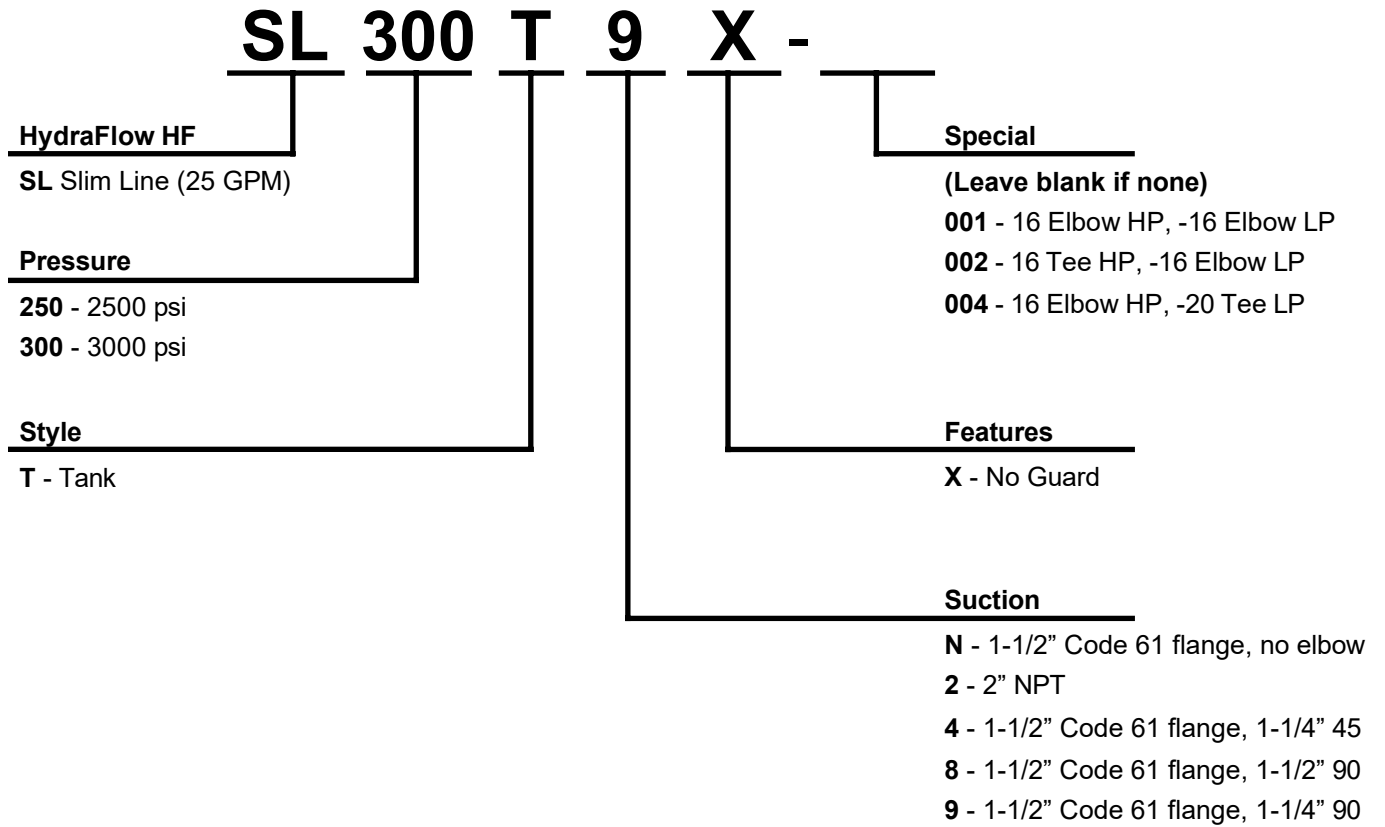 SL 300 T 9 X -
HydraFlow HF
SL Slim Line (25 GPM)
Pressure
250 - 2500 psi
300 - 3000 psi
Style
T - Tank
Special
(Leave blank if none)
001 - 16 Elbow HP, -16 Elbow LP
002 - 16 Tee HP, -16 Elbow LP
004 - 16 Elbow HP, -20 Tee LP
Features
X - No Guard
Suction
N - 1-1/2” Code 61 flange, no elbow
2 - 2” NPT
4 - 1-1/2” Code 61 flange, 1-1/4” 45
8 - 1-1/2” Code 61 flange, 1-1/2” 90
9 - 1-1/2” Code 61 flange, 1-1/4” 90